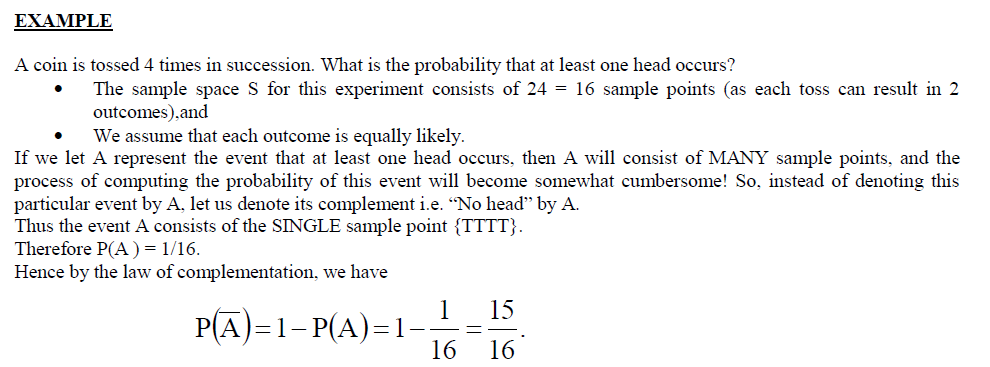 EXAMPLE
A coin is tossed 4 times in succession. What is the probability that at least one head occurs?
• The sample space S for this experiment consists of 24 = 16 sample points (as each toss can result in 2
outcomes),and
• We assume that each outcome is equally likely.
If we let A represent the event that at least one head occurs, then A will consist of MANY sample points, and the
process of computing the probability of this event will become somewhat cumbersome! So, instead of denoting this
particular event by A, let us denote its complement i.e. “No head” by A.
Thus the event A consists of the SINGLE sample point {TTTT}.
Therefore P(A ) = 1/16.
Hence by the law of complementation, we have
P(A̅)=1−P(A)=1−1/16=15/16.